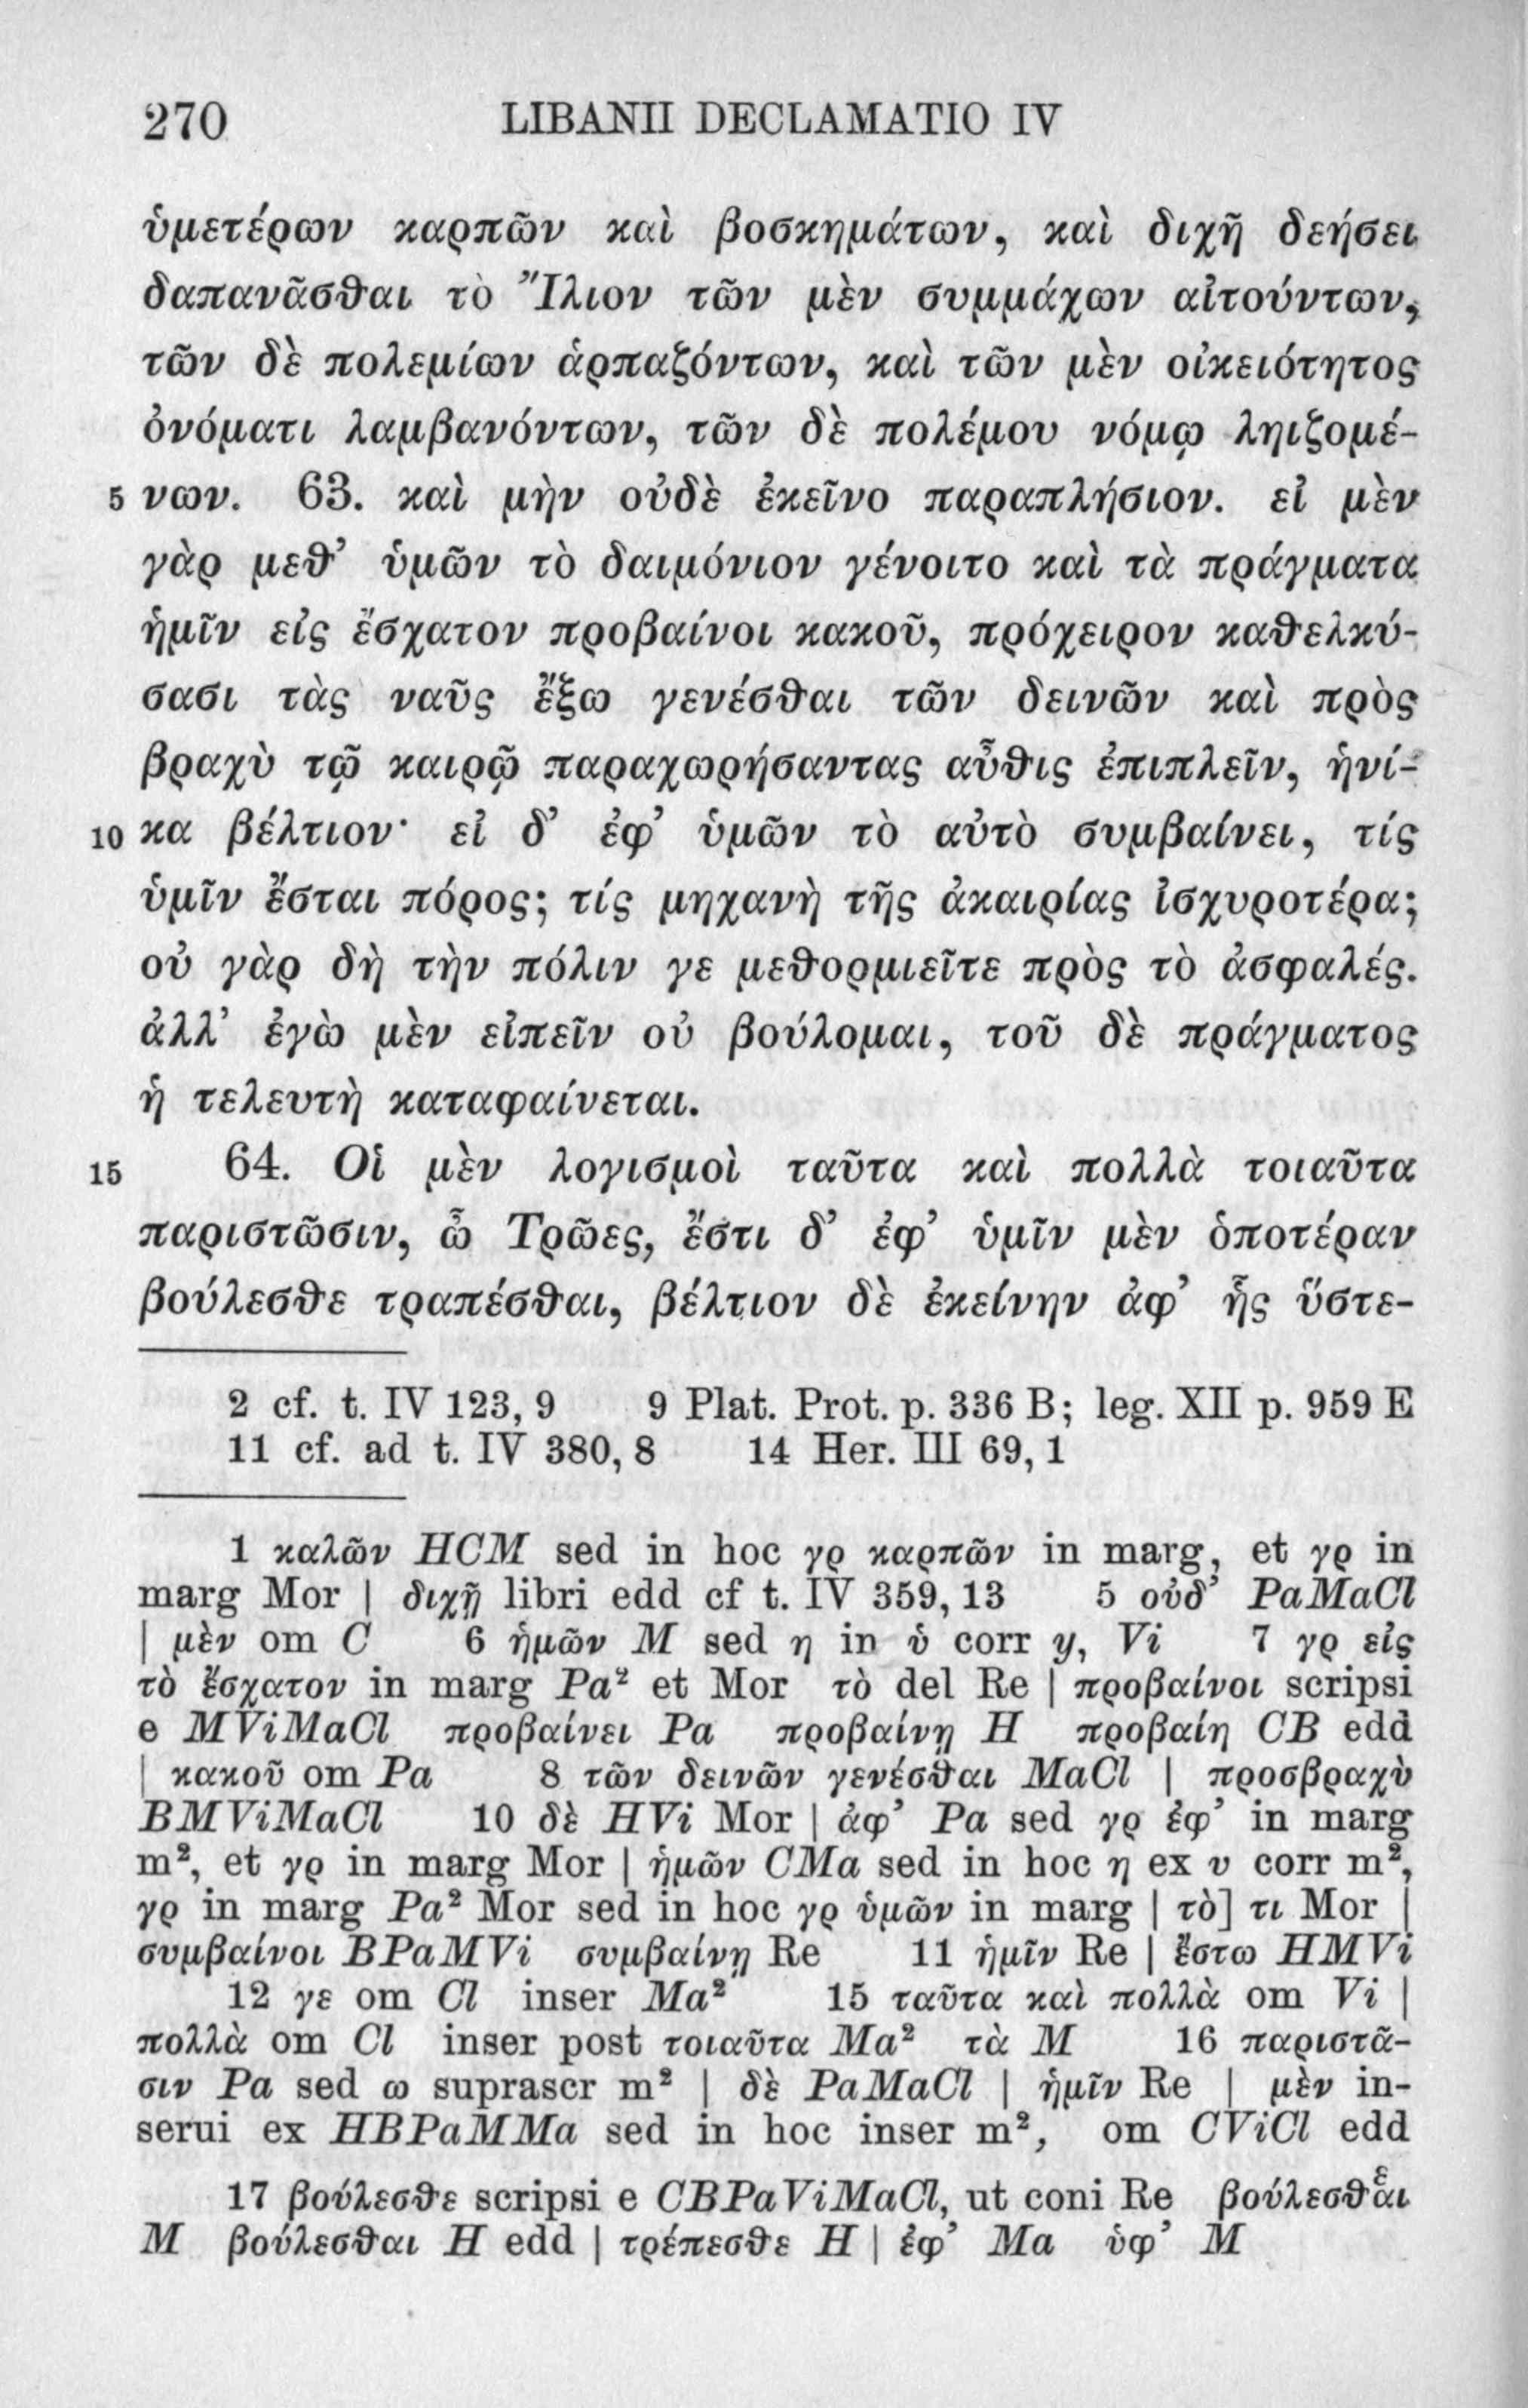 270 LIBANII DECLAMATIO IV
ὑμετέρων καρπῶν καὶ βοσκημάτων, καὶ διχῇ δεήσει
δαπανᾶσθαι τὸ Ἴλιον τῶν μὲν συμμάχων αἰτούντων,
τῶν δὲ πολεμίων ἁρπαζόντων, καὶ τῶν μὲν οἰκειότητος
ὀνόματι λαμβανόντων, τῶν δὲ πολέμου νόμῳ ληιζομέ-
5 νων. 63. καὶ μὴν οὐδὲ ἐκεῖνο παραπλήσιον. εἰ μὲν
γὰρ μεθ’ ὑμῶν τὸ δαιμόνιον γένοιτο καὶ τὰ πράγματα
ἡμῖν εἰς ἔσχατον προβαίνοι κακοῦ, πρόχειρον καθελκύ-
σασι τὰς ναῦς ἔξω γενέσθαι τῶν δεινῶν καὶ πρὸς
βραχὺ τῷ καιρῷ παραχωρήσαντας αὖθις ἐπιπλεῖν, ἡνί-
10 κα βέλτιον· εἰ δ’ ἐφ’ ὑμῶν τὸ αὐτὸ συμβαίνει, τίς
ὑμῖν ἔσται πόρος; τίς μηχανὴ τῆς ἀκαιρίας ἰσχυροτέρα;
οὐ γὰρ δὴ τὴν πόλιν γε μεθορμιεῖτε πρὸς τὸ ἀσφαλές.
ἀλλ’ ἐγὼ μὲν εἰπεῖν οὐ βούλομαι, τοῦ δὲ πράγματος
ἡ τελευτὴ καταφαίνεται.
15 64. Οἱ μὲν λογισμοὶ ταῦτα καὶ πολλὰ τοιαῦτα
παριστῶσιν, ὦ Τρῶες, ἔστι δ’ ἐφ’ ὑμῖν μὲν ὁποτέραν
βούλεσθε τραπέσθαι, βέλτιον δὲ ἐκείνην ἀφ’ ἧς ὕστε-
2 cf. t. IV 123, 9 9 Plat. Prot. p. 336 B; leg. XII p. 959 E
11 cf. ad t. IV 380, 8 14 Her. III 69, 1
1 καλῶν HCM sed in hoc γρ καρπῶν in marg, et γρ in
marg Mor | διχῇ libri edd cf t. IV 359, 13 5 οὐδ’ PaMaCl
| μὲν om C 6 ἡμῶν M sed η in ὑ corr y, Vi 7 γρ εἰς
τὸ ἔσχατον in marg Pa² et Mor τὸ del Re | προβαίνοι scripsi
e MViMaCl προβαίνει Pa προβαίνῃ H προβαίη CB edd
| κακοῦ om Pa 8 τῶν δεινῶν γενέσθαι MaCl | προσβραχὺ
BMViMaCl 10 δὲ HVi Mor | ἀφ’ Pa sed γρ ἐφ’ in marg
m², et γρ in marg Mor | ἡμῶν CMa sed in hoc η ex υ corr m²,
γρ in marg Pa² Mor sed in hoc γρ ὑμῶν in marg | τὸ] τι Mor |
συμβαίνοι BPaMVi συμβαίνῃ Re 11 ἡμῖν Re | ἔστω HMVi
12 γε om Cl inser Ma² 15 ταῦτα καὶ πολλὰ om Vi |
πολλὰ om Cl inser post τοιαῦτα Ma² τὰ M 16 παριστᾶ-
σιν Pa sed ω suprascr m² | δὲ PaMaCl | ἡμῖν Re | μὲν in-
serui ex HBPaMMa sed in hoc inser m², om CViCl edd
17 βούλεσθε scripsi e CBPaViMaCl, ut coni Re βούλεσθαι
M βούλεσθαι H edd | τρέπεσθε H | ἐφ’ Ma ὑφ’ M